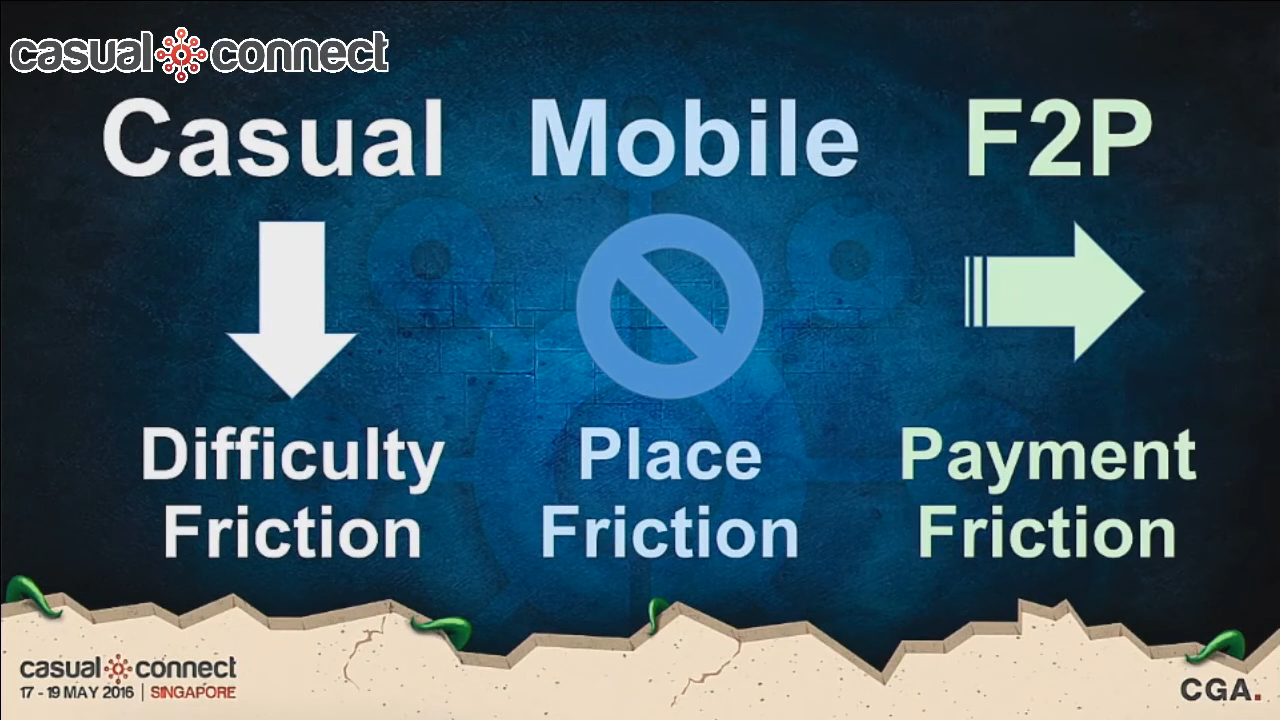 casual connect
Casual Mobile F2P
Difficulty Friction
Place Friction
Payment Friction
casual connect
17 - 19 MAY 2016 | SINGAPORE
CGA.